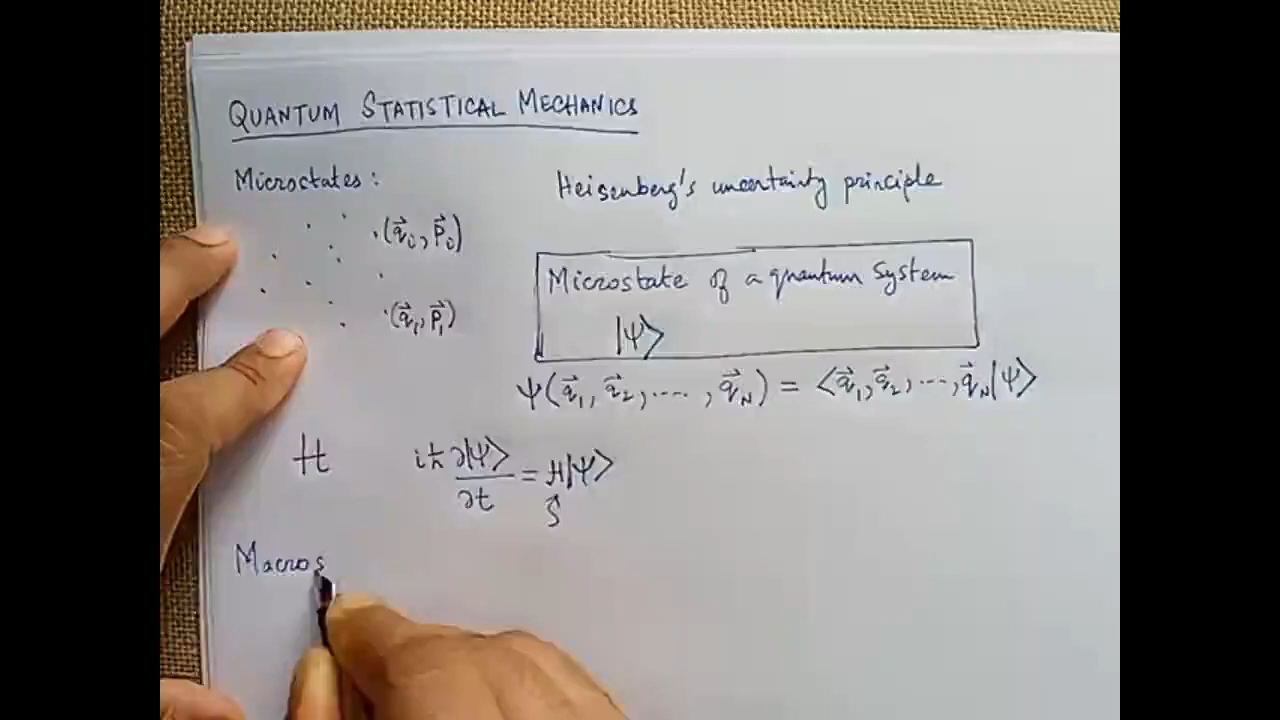 QUANTUM STATISTICAL MECHANICS
Microstates :
Heisenberg's uncertainty principle
.(q⃗₀, p⃗₀)
.(q⃗₁, p⃗₁)
Microstate of a quantum system
|ψ⟩
ψ(q⃗₁, q⃗₂, ...., q⃗N) = ⟨q⃗₁, q⃗₂, ..., q⃗N|ψ⟩
H
iħ ∂|ψ⟩/∂t = H|ψ⟩
Macros